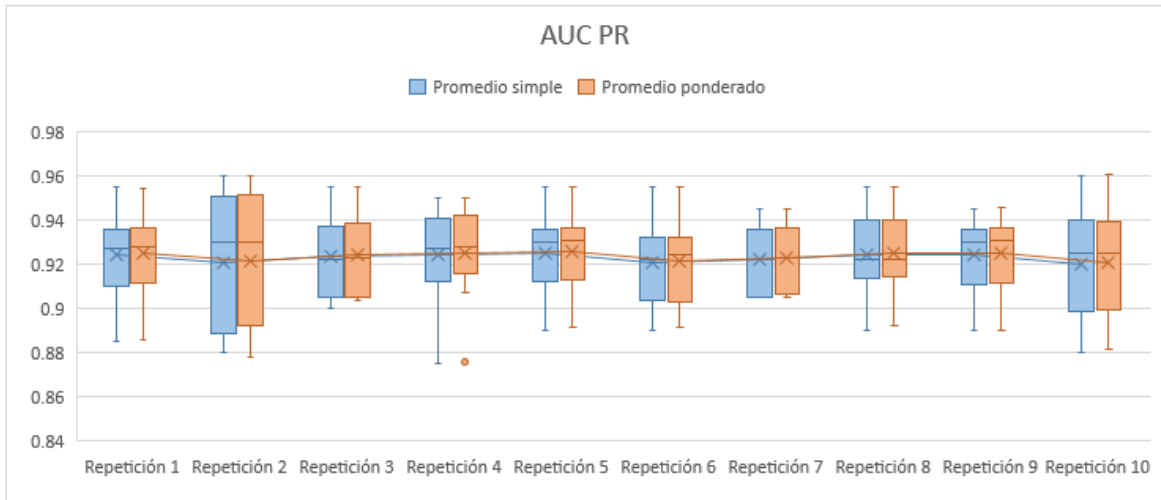 AUC PR
Promedio simple Promedio ponderado
0.98
0.96
0.94
0.92
0.9
0.88
0.86
0.84
Repetición 1 Repetición 2 Repetición 3 Repetición 4 Repetición 5 Repetición 6 Repetición 7 Repetición 8 Repetición 9 Repetición 10